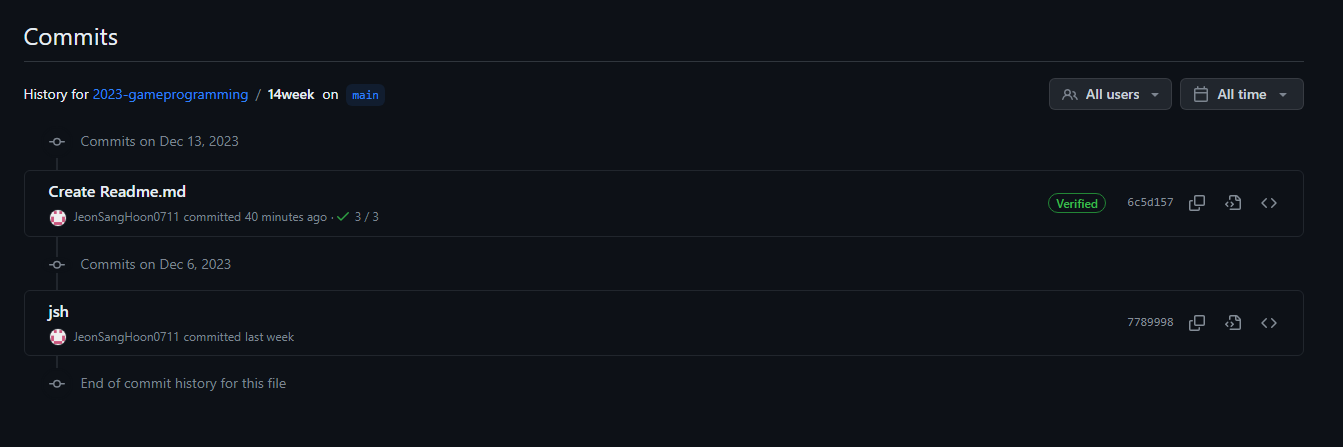 Commits
History for 2023-gameprogramming / 14week on main
All users
All time
Commits on Dec 13, 2023
Create Readme.md
JeonSangHoon0711 committed 40 minutes ago · 3 / 3
Verified
6c5d157
Commits on Dec 6, 2023
jsh
JeonSangHoon0711 committed last week
7789998
End of commit history for this file